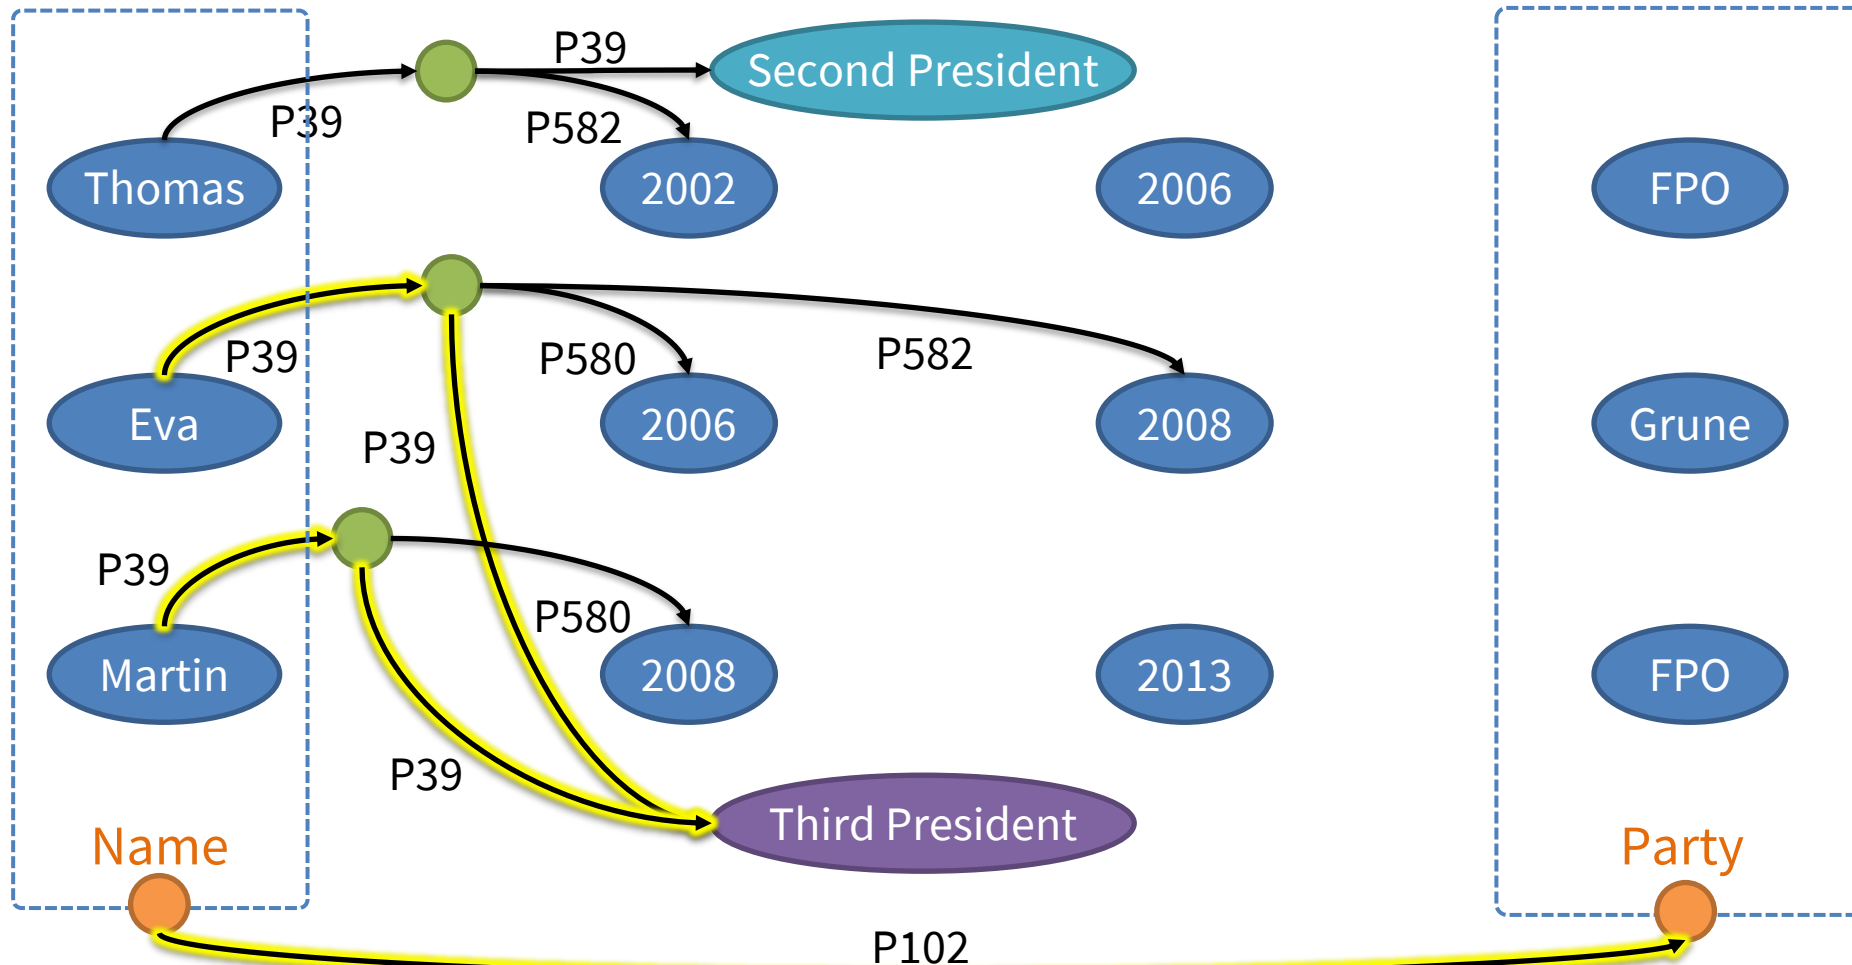 P39
Second President
P39
P582
Thomas
2002
2006
FPO
P39
P580
P582
Eva
2006
2008
Grune
P39
P39
P580
Martin
2008
2013
FPO
P39
Third President
Name
Party
P102